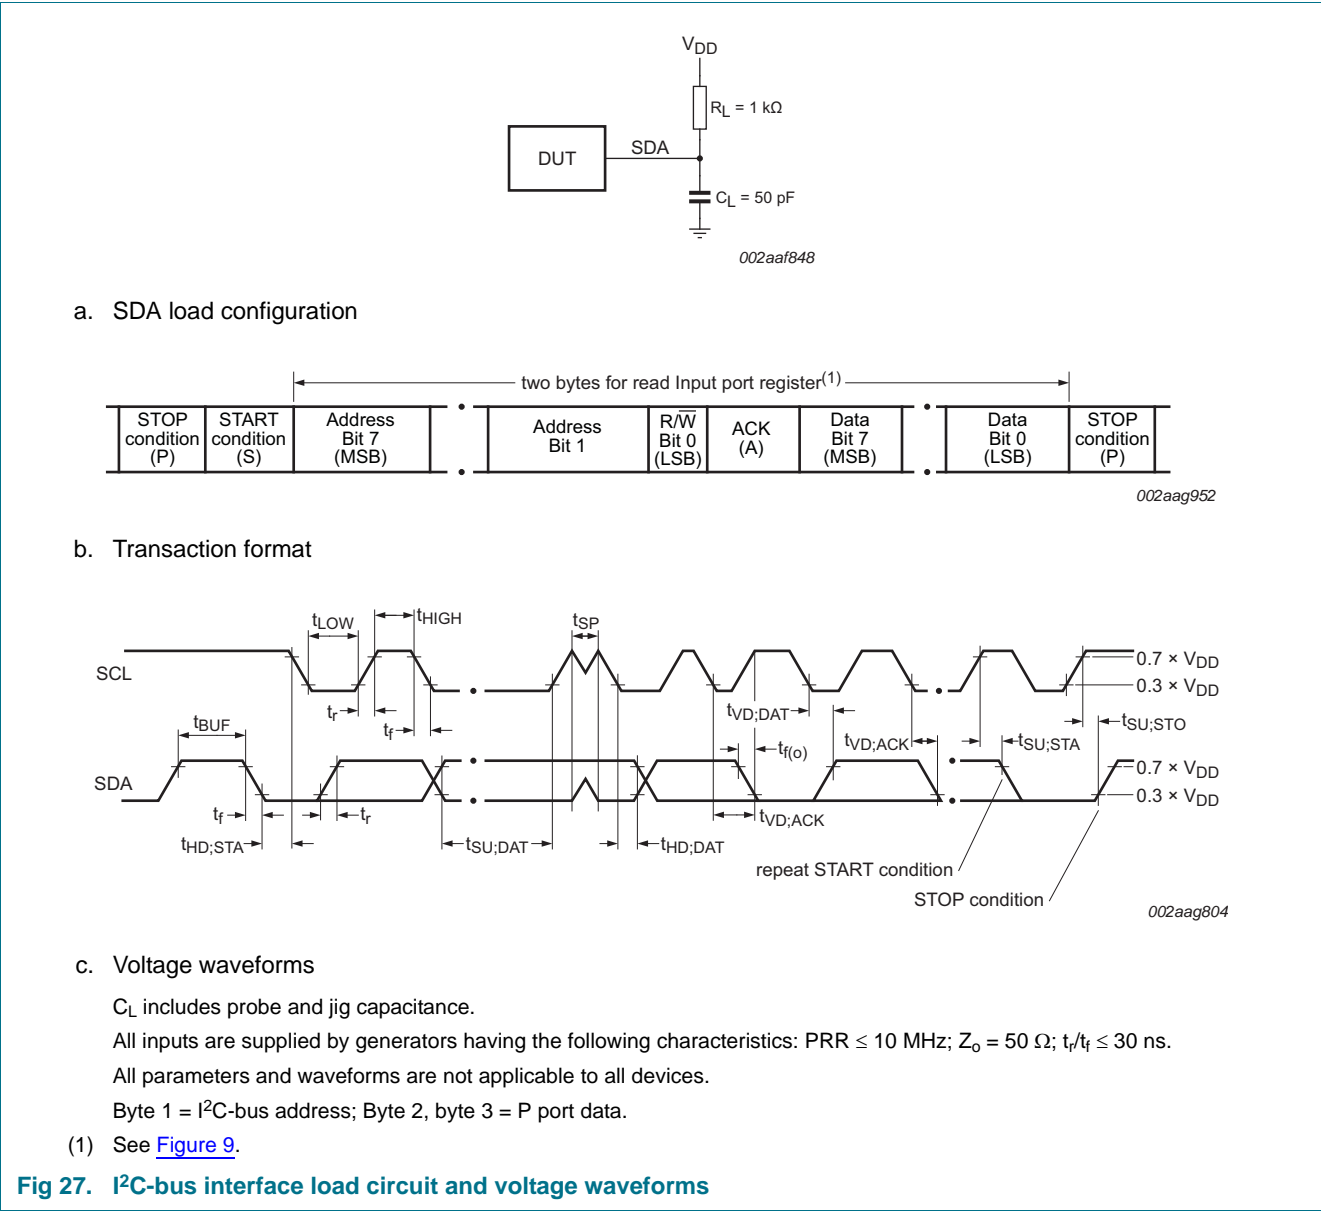 VDD
RL = 1 kΩ
DUT
SDA
CL = 50 pF
002aaf848
a. SDA load configuration
two bytes for read Input port register(1)
STOP condition (P)
START condition (S)
Address Bit 7 (MSB)
Address Bit 1
R/W̅ Bit 0 (LSB)
ACK (A)
Data Bit 7 (MSB)
Data Bit 0 (LSB)
STOP condition (P)
002aag952
b. Transaction format
tLOW
tHIGH
tSP
SCL
0.7 × VDD
0.3 × VDD
tr
tf
tBUF
tVD;DAT
tf(o)
tVD;ACK
tSU;STA
tSU;STO
SDA
0.7 × VDD
0.3 × VDD
tf
tr
tVD;ACK
tHD;STA
tSU;DAT
tHD;DAT
repeat START condition
STOP condition
002aag804
c. Voltage waveforms
CL includes probe and jig capacitance.
All inputs are supplied by generators having the following characteristics: PRR ≤ 10 MHz; Zo = 50 Ω; tr/tf ≤ 30 ns.
All parameters and waveforms are not applicable to all devices.
Byte 1 = I2C-bus address; Byte 2, byte 3 = P port data.
(1) See Figure 9.
Fig 27. I2C-bus interface load circuit and voltage waveforms